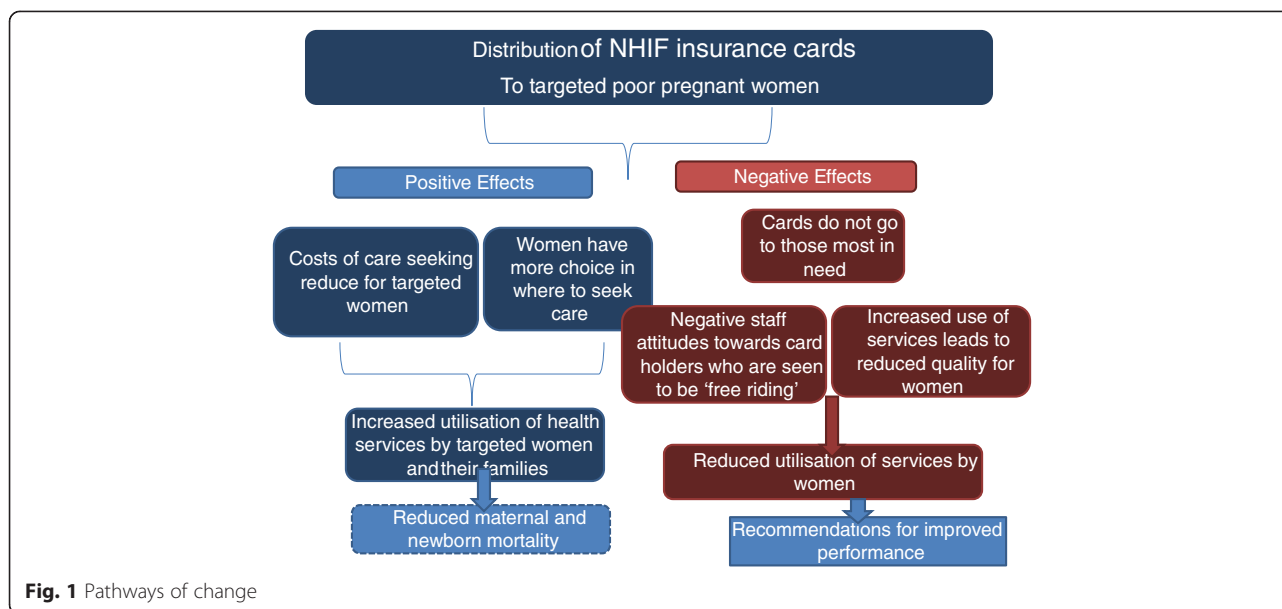 Distribution of NHIF insurance cards
To targeted poor pregnant women
Positive Effects
Negative Effects
Costs of care seeking
reduce for targeted
women
Women have
more choice in
where to seek
care
Cards do not go
to those most in
need
Negative staff
attitudes towards card
holders who are seen
to be ‘free riding’
Increased use of
services leads to
reduced quality for
women
Increased utilisation of health
services by targeted women
and their families
Reduced utilisation of services by
women
Reduced maternal and
newborn mortality
Recommendations for improved
performance
Fig. 1 Pathways of change